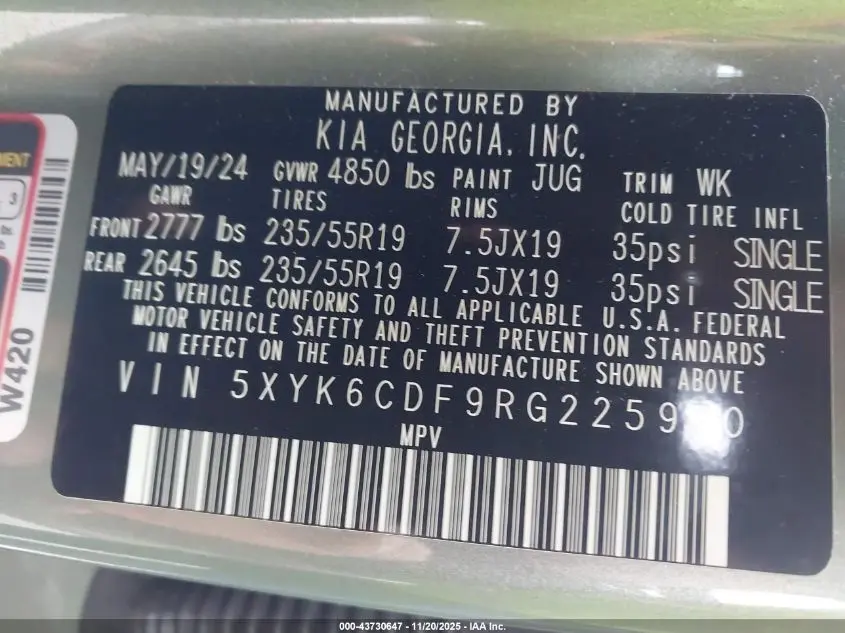 MANUFACTURED BY
KIA GEORGIA, INC.
MAY/19/24 GVWR 4850 lbs PAINT JUG TRIM WK
GAWR TIRES RIMS COLD TIRE INFL
FRONT 2777 lbs 235/55R19 7.5JX19 35psi SINGLE
REAR 2645 lbs 235/55R19 7.5JX19 35psi SINGLE
THIS VEHICLE CONFORMS TO ALL APPLICABLE U.S.A. FEDERAL
MOTOR VEHICLE SAFETY AND THEFT PREVENTION STANDARDS
IN EFFECT ON THE DATE OF MANUFACTURE SHOWN ABOVE
VIN
MPV
W420
3
000-43730647 — 11/20/2025 - IAA Inc.